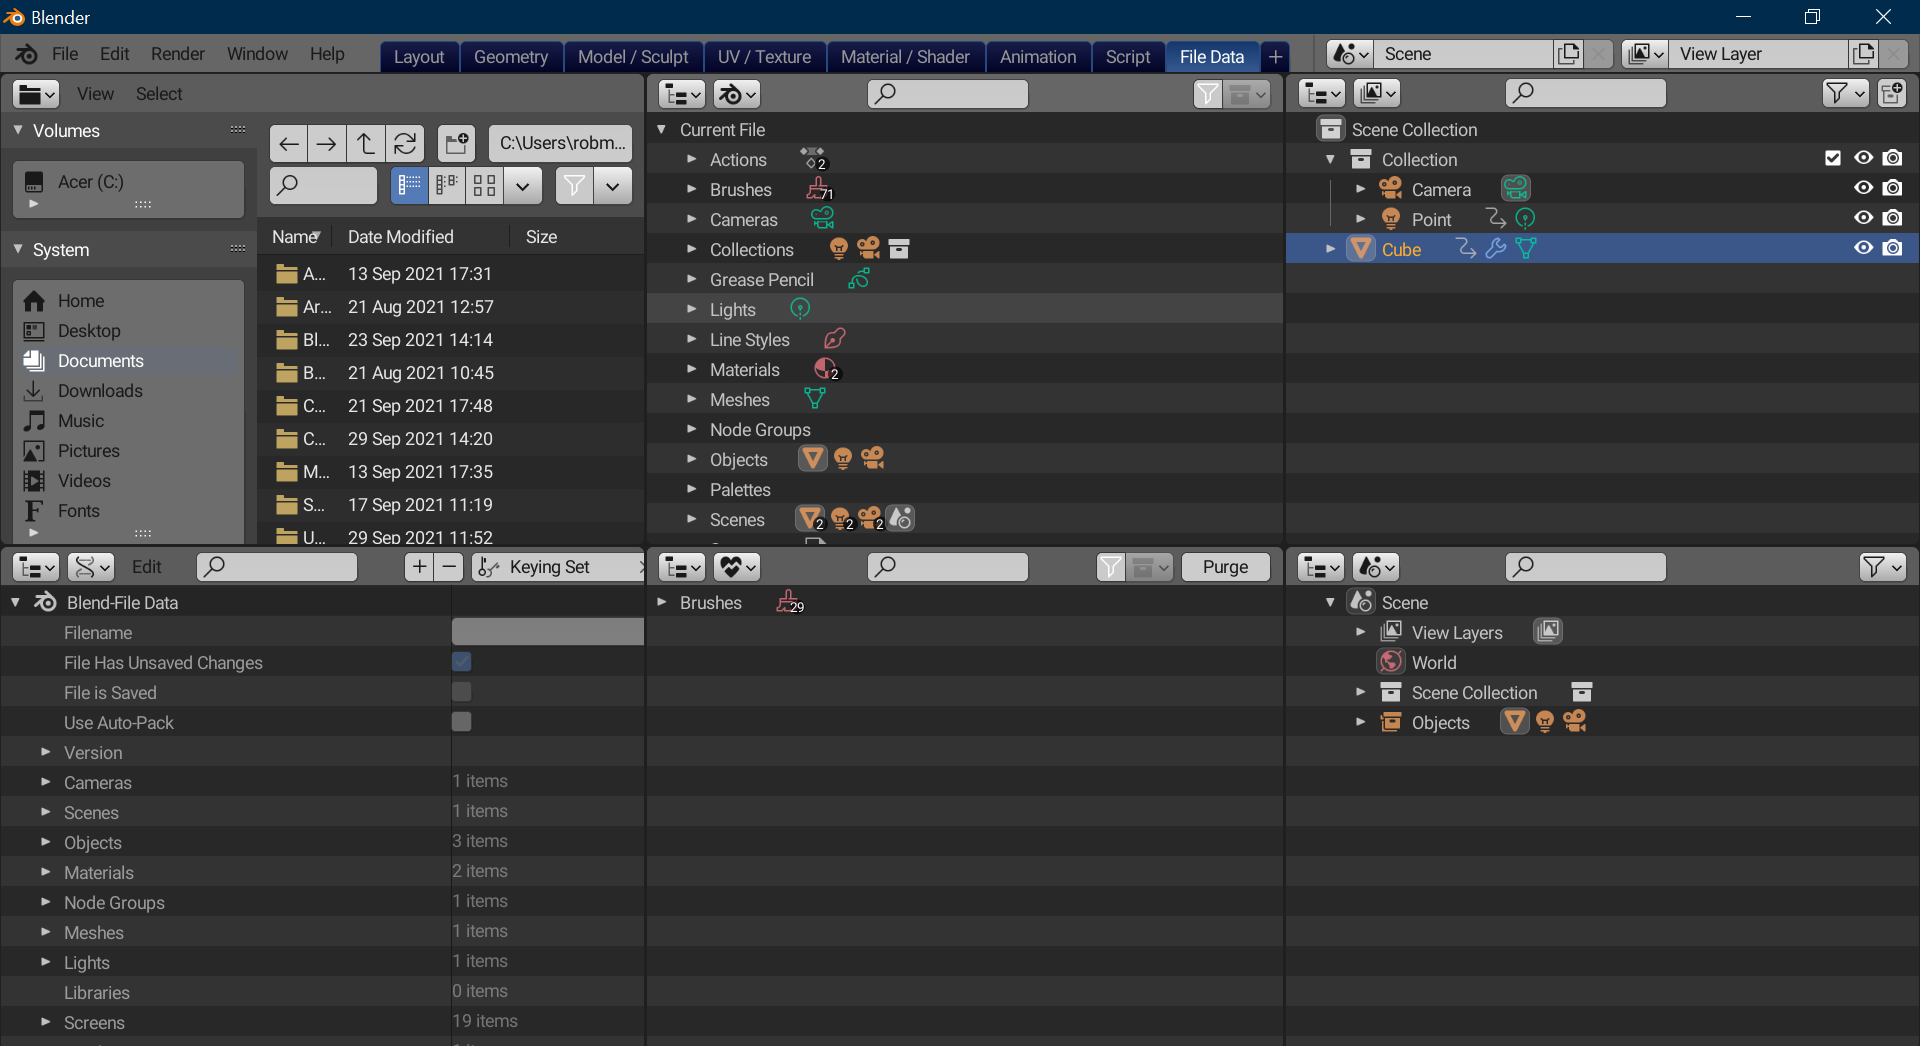 Blender
File Edit Render Window Help
Layout Geometry Model / Sculpt UV / Texture Material / Shader Animation Script File Data +
Scene
View Layer
View Select
Volumes
Acer (C:)
System
Home
Desktop
Documents
Downloads
Music
Pictures
Videos
Fonts
C:\Users\robm...
Name Date Modified Size
A... 13 Sep 2021 17:31
Ar... 21 Aug 2021 12:57
Bl... 23 Sep 2021 14:14
B... 21 Aug 2021 10:45
C... 21 Sep 2021 17:48
C... 29 Sep 2021 14:20
M... 13 Sep 2021 17:35
S... 17 Sep 2021 11:19
U... 29 Sep 2021 11:52
Current File
Actions 2
Brushes 71
Cameras
Collections
Grease Pencil
Lights
Line Styles
Materials 2
Meshes
Node Groups
Objects
Palettes
Scenes 2 2 2
Scene Collection
Collection
Camera
Point
Cube
Edit
Keying Set
Blend-File Data
Filename
File Has Unsaved Changes
File is Saved
Use Auto-Pack
Version
Cameras 1 items
Scenes 1 items
Objects 3 items
Materials 2 items
Node Groups 1 items
Meshes 1 items
Lights 1 items
Libraries 0 items
Screens 19 items
Purge
Brushes 29
Scene
View Layers
World
Scene Collection
Objects